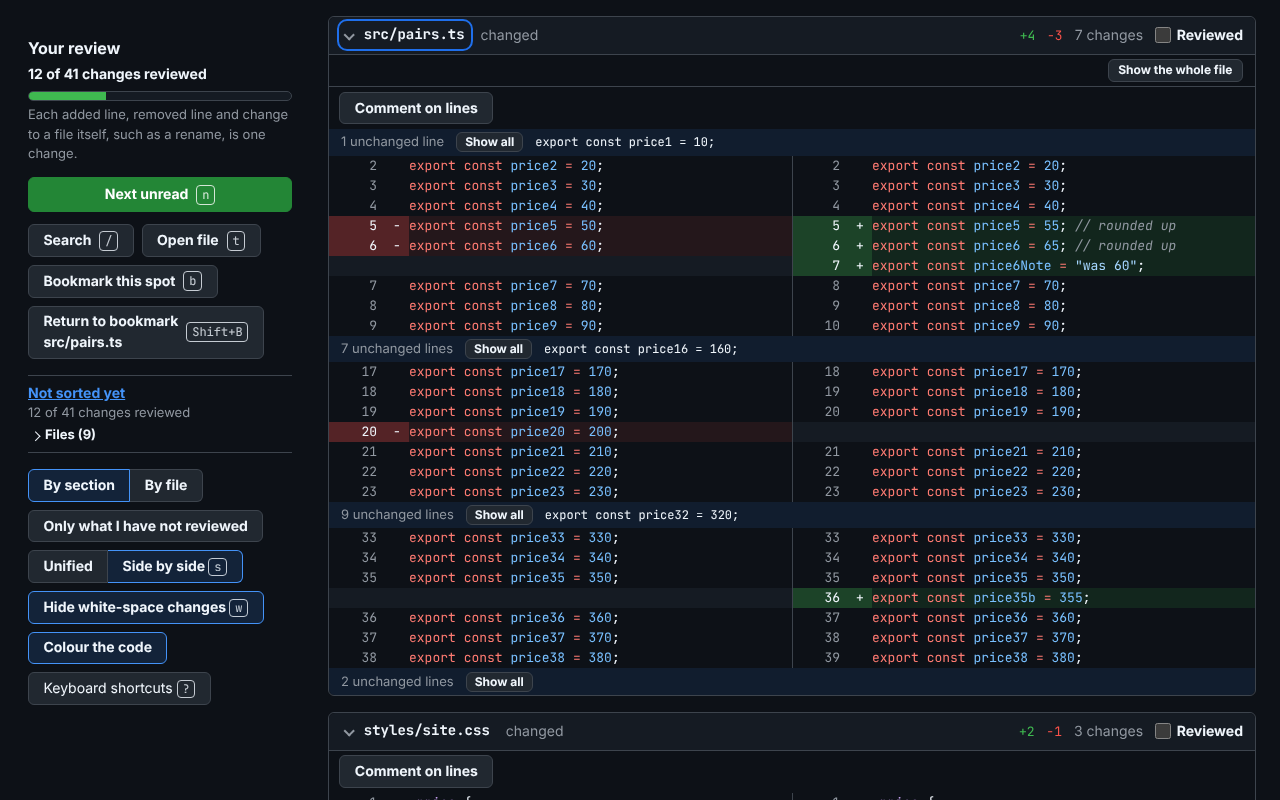 Your review
12 of 41 changes reviewed
Each added line, removed line and change
to a file itself, such as a rename, is one
change.
Next unread n
Search /
Open file t
Bookmark this spot b
Return to bookmark
src/pairs.ts Shift+B
Not sorted yet
12 of 41 changes reviewed
Files (9)
By section
By file
Only what I have not reviewed
Unified
Side by side s
Hide white-space changes w
Colour the code
Keyboard shortcuts ?
src/pairs.ts changed +4 -3 7 changes Reviewed
Show the whole file
Comment on lines
1 unchanged line Show all export const price1 = 10;
2 export const price2 = 20; 2 export const price2 = 20;
3 export const price3 = 30; 3 export const price3 = 30;
4 export const price4 = 40; 4 export const price4 = 40;
5 - export const price5 = 50; 5 + export const price5 = 55; // rounded up
6 - export const price6 = 60; 6 + export const price6 = 65; // rounded up
7 + export const price6Note = "was 60";
7 export const price7 = 70; 8 export const price7 = 70;
8 export const price8 = 80; 9 export const price8 = 80;
9 export const price9 = 90; 10 export const price9 = 90;
7 unchanged lines Show all export const price16 = 160;
17 export const price17 = 170; 18 export const price17 = 170;
18 export const price18 = 180; 19 export const price18 = 180;
19 export const price19 = 190; 20 export const price19 = 190;
20 - export const price20 = 200;
21 export const price21 = 210; 21 export const price21 = 210;
22 export const price22 = 220; 22 export const price22 = 220;
23 export const price23 = 230; 23 export const price23 = 230;
9 unchanged lines Show all export const price32 = 320;
33 export const price33 = 330; 33 export const price33 = 330;
34 export const price34 = 340; 34 export const price34 = 340;
35 export const price35 = 350; 35 export const price35 = 350;
36 + export const price35b = 355;
36 export const price36 = 360; 37 export const price36 = 360;
37 export const price37 = 370; 38 export const price37 = 370;
38 export const price38 = 380; 39 export const price38 = 380;
2 unchanged lines Show all
styles/site.css changed +2 -1 3 changes Reviewed
Comment on lines